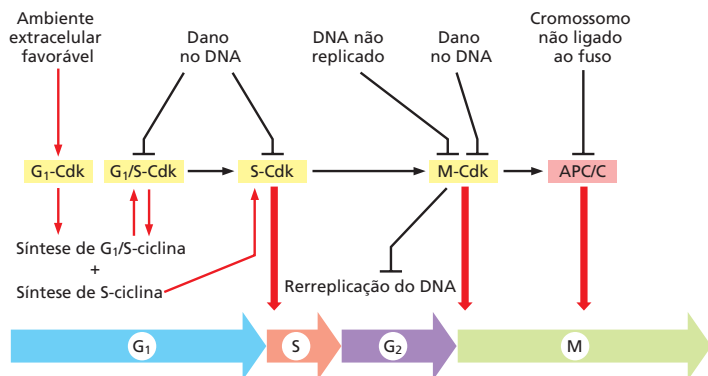 Ambiente
extracelular
favorável
Dano
no DNA
DNA não
replicado
Dano
no DNA
Cromossomo
não ligado
ao fuso
G1-Cdk
G1/S-Cdk
S-Cdk
M-Cdk
APC/C
Síntese de G1/S-ciclina
+
Síntese de S-ciclina
Rerreplicação do DNA
G1
S
G2
M